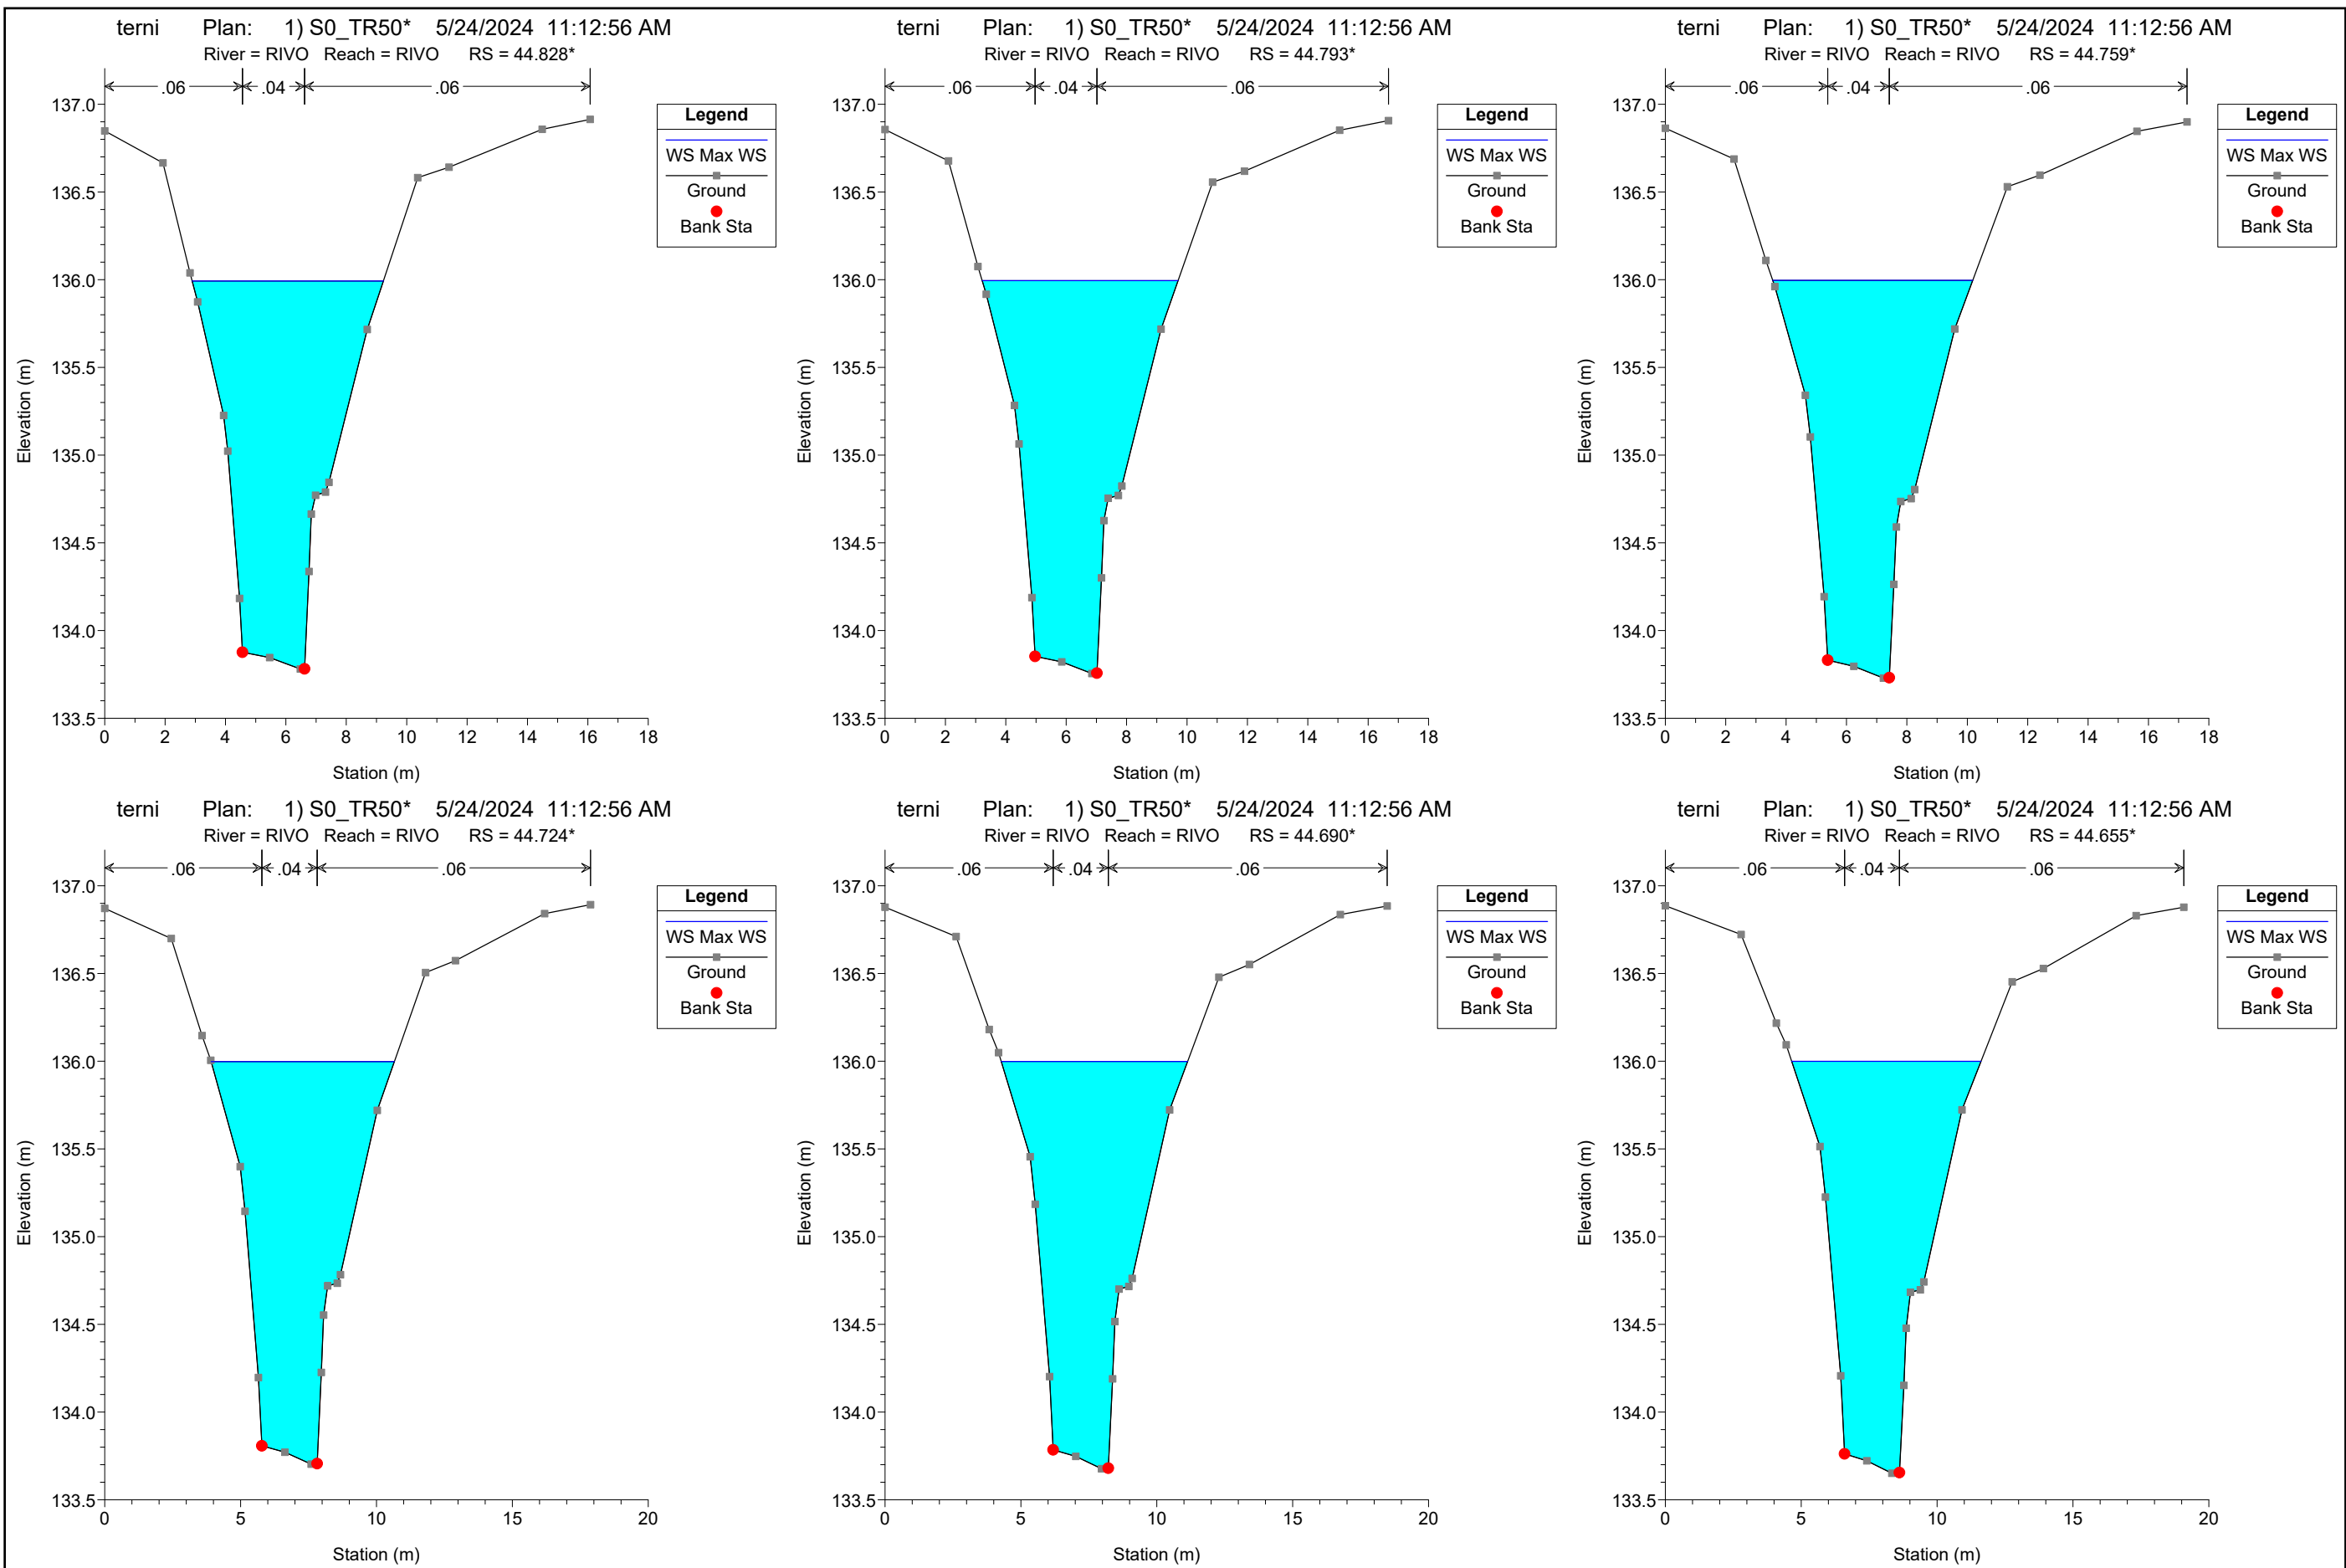 terni Plan: 1) S0_TR50* 5/24/2024 11:12:56 AM
River = RIVO Reach = RIVO RS = 44.828*
.06 .04 .06
137.0
136.5
136.0
135.5
135.0
134.5
134.0
133.5
Elevation (m)
0 2 4 6 8 10 12 14 16 18
Station (m)
Legend
WS Max WS
Ground
Bank Sta
terni Plan: 1) S0_TR50* 5/24/2024 11:12:56 AM
River = RIVO Reach = RIVO RS = 44.793*
.06 .04 .06
137.0
136.5
136.0
135.5
135.0
134.5
134.0
133.5
Elevation (m)
0 2 4 6 8 10 12 14 16 18
Station (m)
Legend
WS Max WS
Ground
Bank Sta
terni Plan: 1) S0_TR50* 5/24/2024 11:12:56 AM
River = RIVO Reach = RIVO RS = 44.759*
.06 .04 .06
137.0
136.5
136.0
135.5
135.0
134.5
134.0
133.5
Elevation (m)
0 2 4 6 8 10 12 14 16 18
Station (m)
Legend
WS Max WS
Ground
Bank Sta
terni Plan: 1) S0_TR50* 5/24/2024 11:12:56 AM
River = RIVO Reach = RIVO RS = 44.724*
.06 .04 .06
137.0
136.5
136.0
135.5
135.0
134.5
134.0
133.5
Elevation (m)
0 5 10 15 20
Station (m)
Legend
WS Max WS
Ground
Bank Sta
terni Plan: 1) S0_TR50* 5/24/2024 11:12:56 AM
River = RIVO Reach = RIVO RS = 44.690*
.06 .04 .06
137.0
136.5
136.0
135.5
135.0
134.5
134.0
133.5
Elevation (m)
0 5 10 15 20
Station (m)
Legend
WS Max WS
Ground
Bank Sta
terni Plan: 1) S0_TR50* 5/24/2024 11:12:56 AM
River = RIVO Reach = RIVO RS = 44.655*
.06 .04 .06
137.0
136.5
136.0
135.5
135.0
134.5
134.0
133.5
Elevation (m)
0 5 10 15 20
Station (m)
Legend
WS Max WS
Ground
Bank Sta